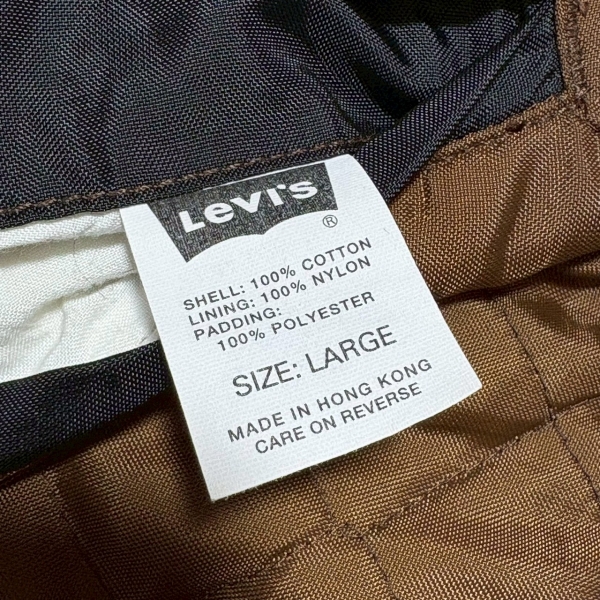 Levi's
®
SHELL: 100% COTTON
LINING: 100% NYLON
PADDING:
100% POLYESTER
SIZE: LARGE
MADE IN HONG KONG
CARE ON REVERSE